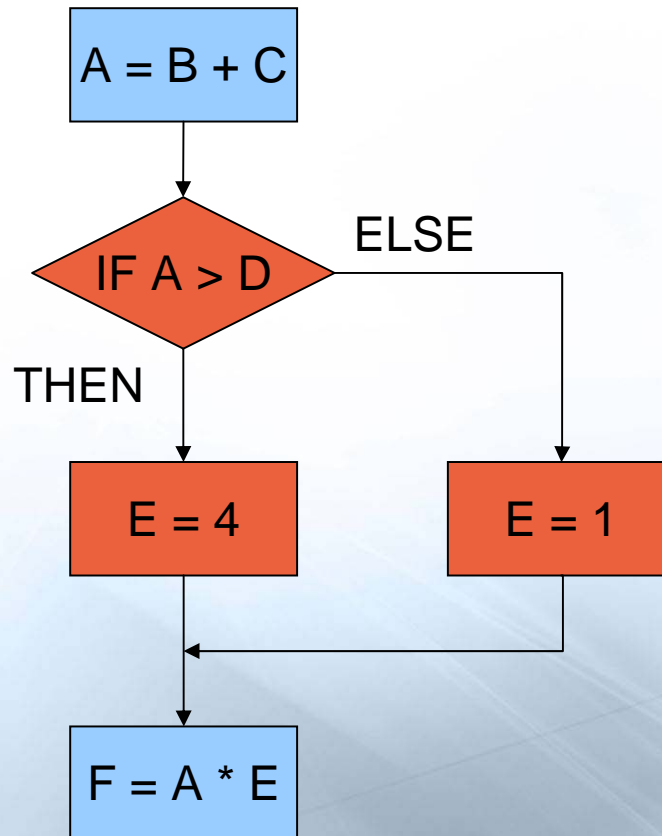 A = B + C
ELSE
IF A > D
THEN
E = 4
E = 1
F = A * E